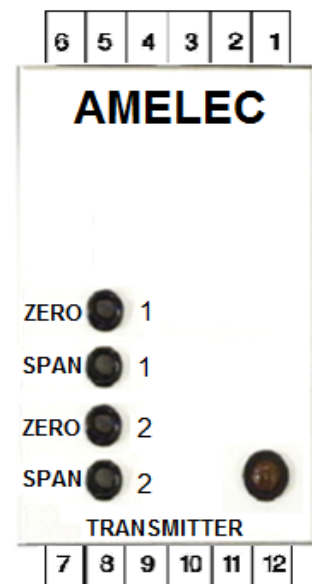 6 5 4 3 2 1
AMELEC
ZERO 1
SPAN 1
ZERO 2
SPAN 2
TRANSMITTER
7 8 9 10 11 12